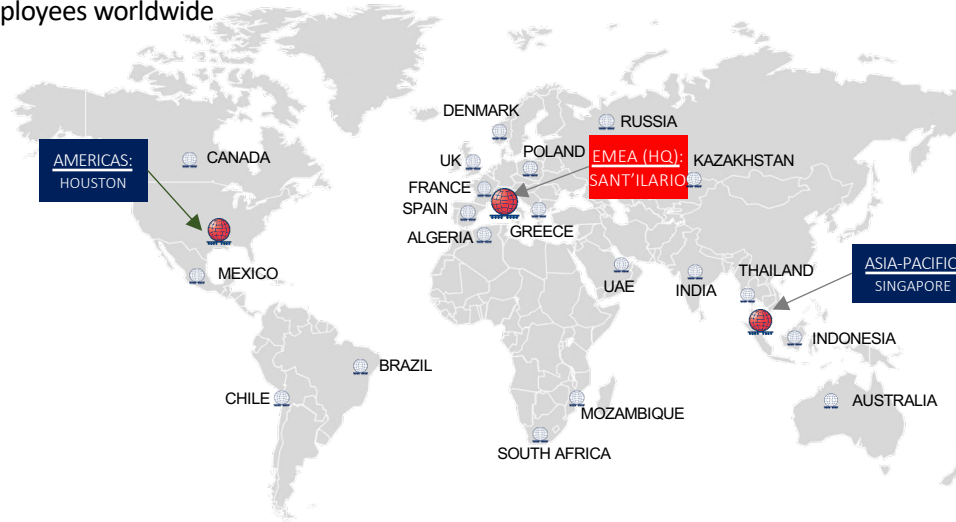 ployees worldwide
DENMARK
RUSSIA
AMERICAS:
HOUSTON
CANADA
UK
POLAND
EMEA (HQ):
SANT'ILARIO
KAZAKHSTAN
FRANCE
SPAIN
ALGERIA
GREECE
MEXICO
UAE
INDIA
THAILAND
ASIA-PACIFIC
SINGAPORE
INDONESIA
BRAZIL
CHILE
MOZAMBIQUE
AUSTRALIA
SOUTH AFRICA